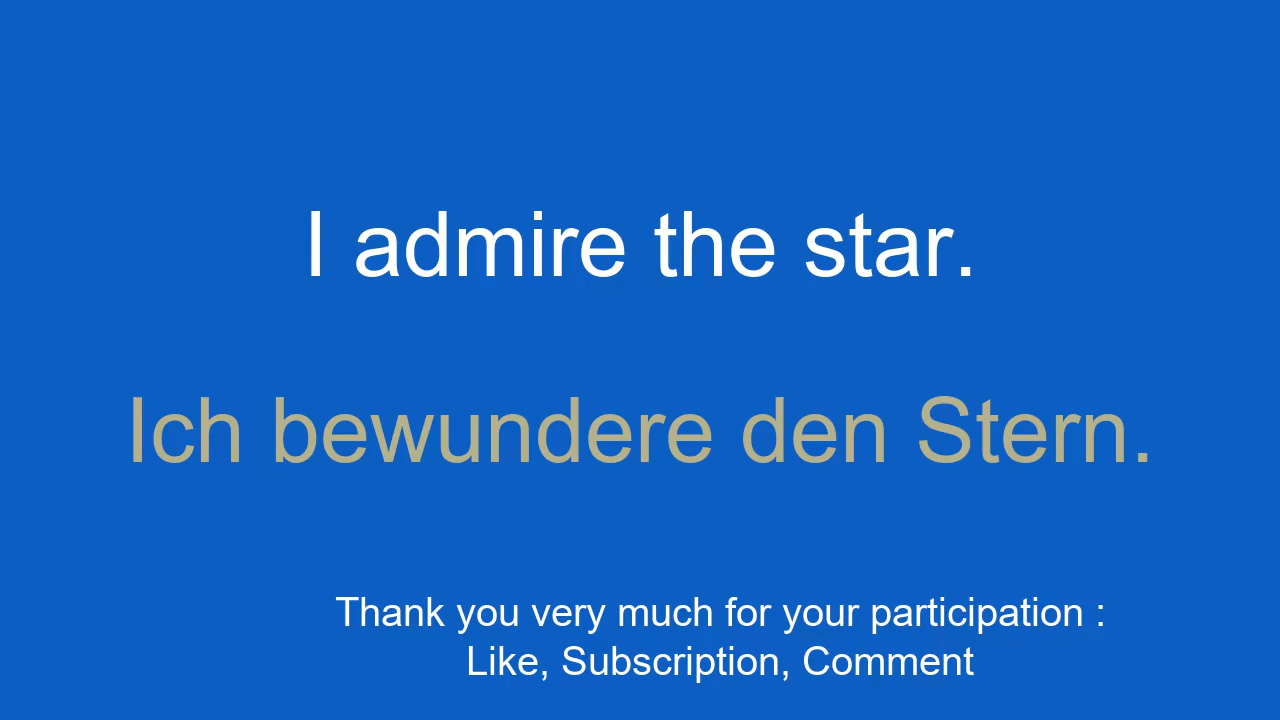 I admire the star.
Ich bewundere den Stern.
Thank you very much for your participation :
Like, Subscription, Comment